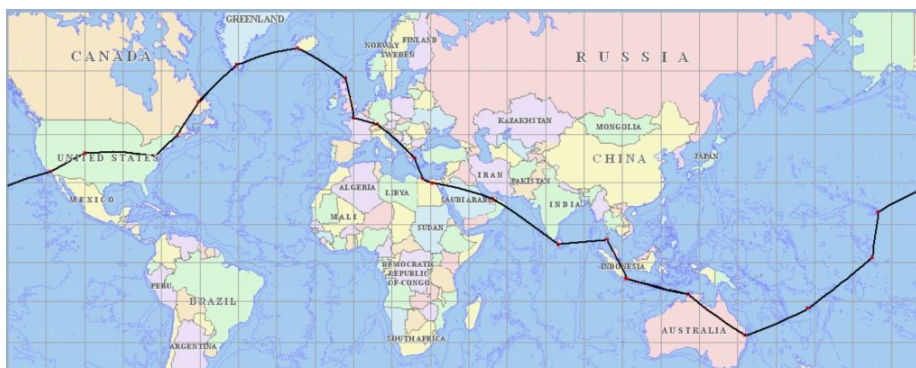 GREENLAND
CANADA
NORWAY
FINLAND
SWEDEN
RUSSIA
KAZAKHSTAN
MONGOLIA
UNITED STATES
CHINA
JAPAN
IRAN
PAKISTAN
ALGERIA
LIBYA
SAUDI ARABI
MEXICO
INDIA
MALI
SUDAN
DEMOCRATIC
REPUBLIC
OF CONGO
INDONESIA
PERU
BRAZIL
AUSTRALIA
SOUTH AFRICA
ARGENTINA